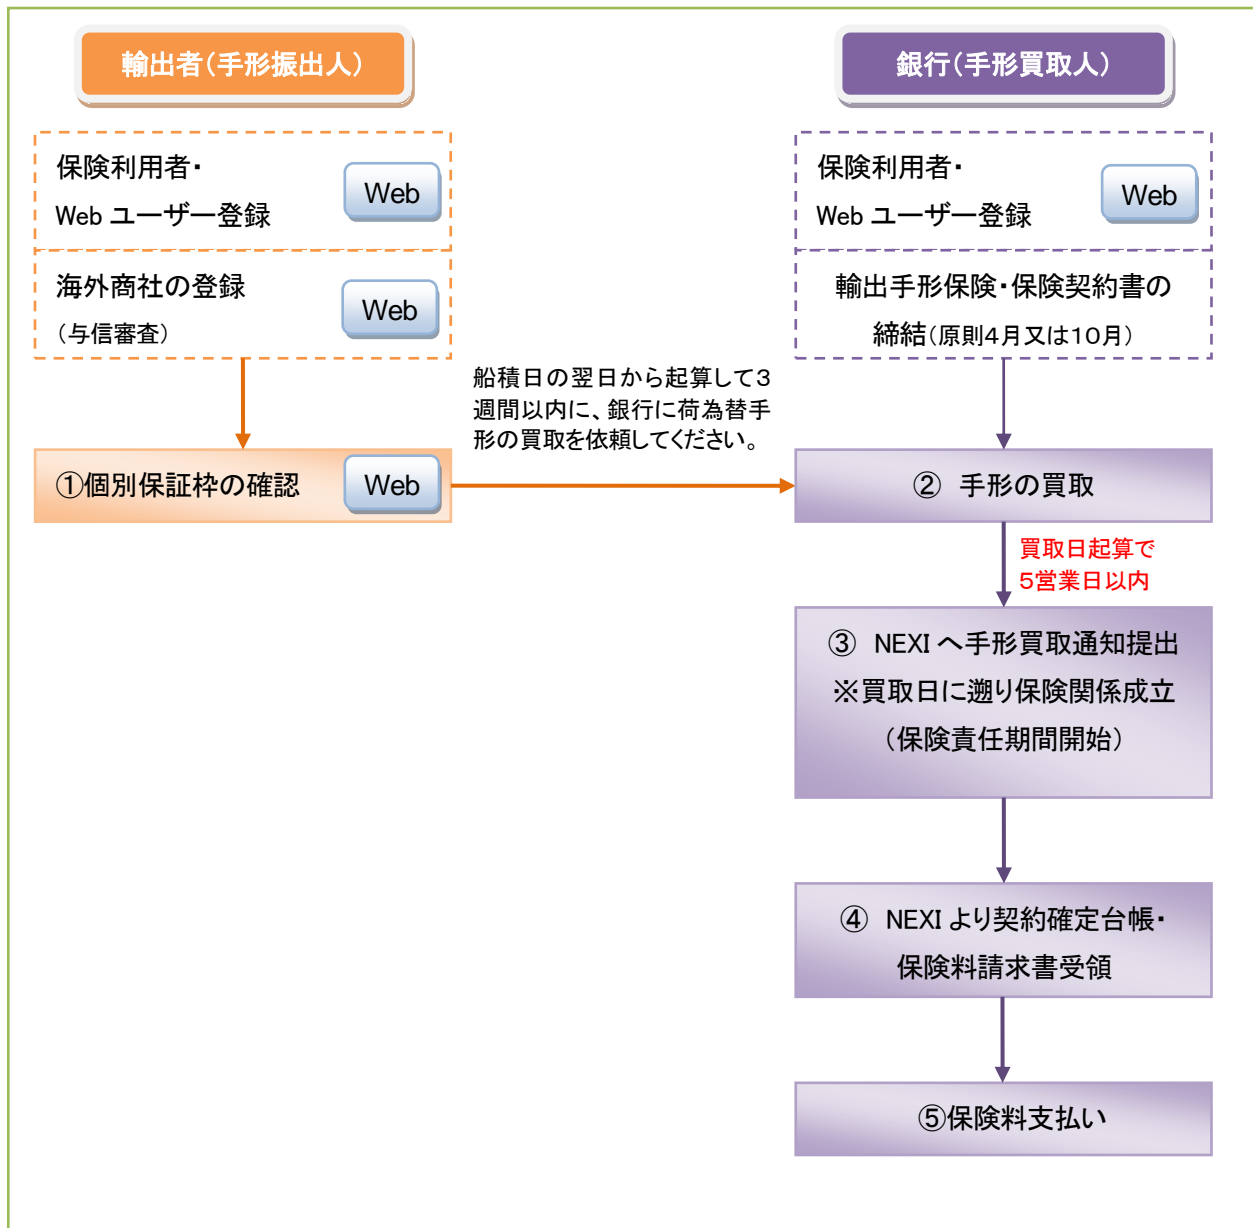 輸出者(手形振出人)
銀行(手形買取人)
保険利用者・
Web ユーザー登録
Web
海外商社の登録
(与信審査)
Web
保険利用者・
Web ユーザー登録
Web
輸出手形保険・保険契約書の
締結(原則4月又は10月)
船積日の翌日から起算して3
週間以内に、銀行に荷為替手
形の買取を依頼してください。
①個別保証枠の確認
Web
② 手形の買取
買取日起算で
5営業日以内
③ NEXI へ手形買取通知提出
※買取日に遡り保険関係成立
(保険責任期間開始)
④ NEXI より契約確定台帳・
保険料請求書受領
⑤保険料支払い